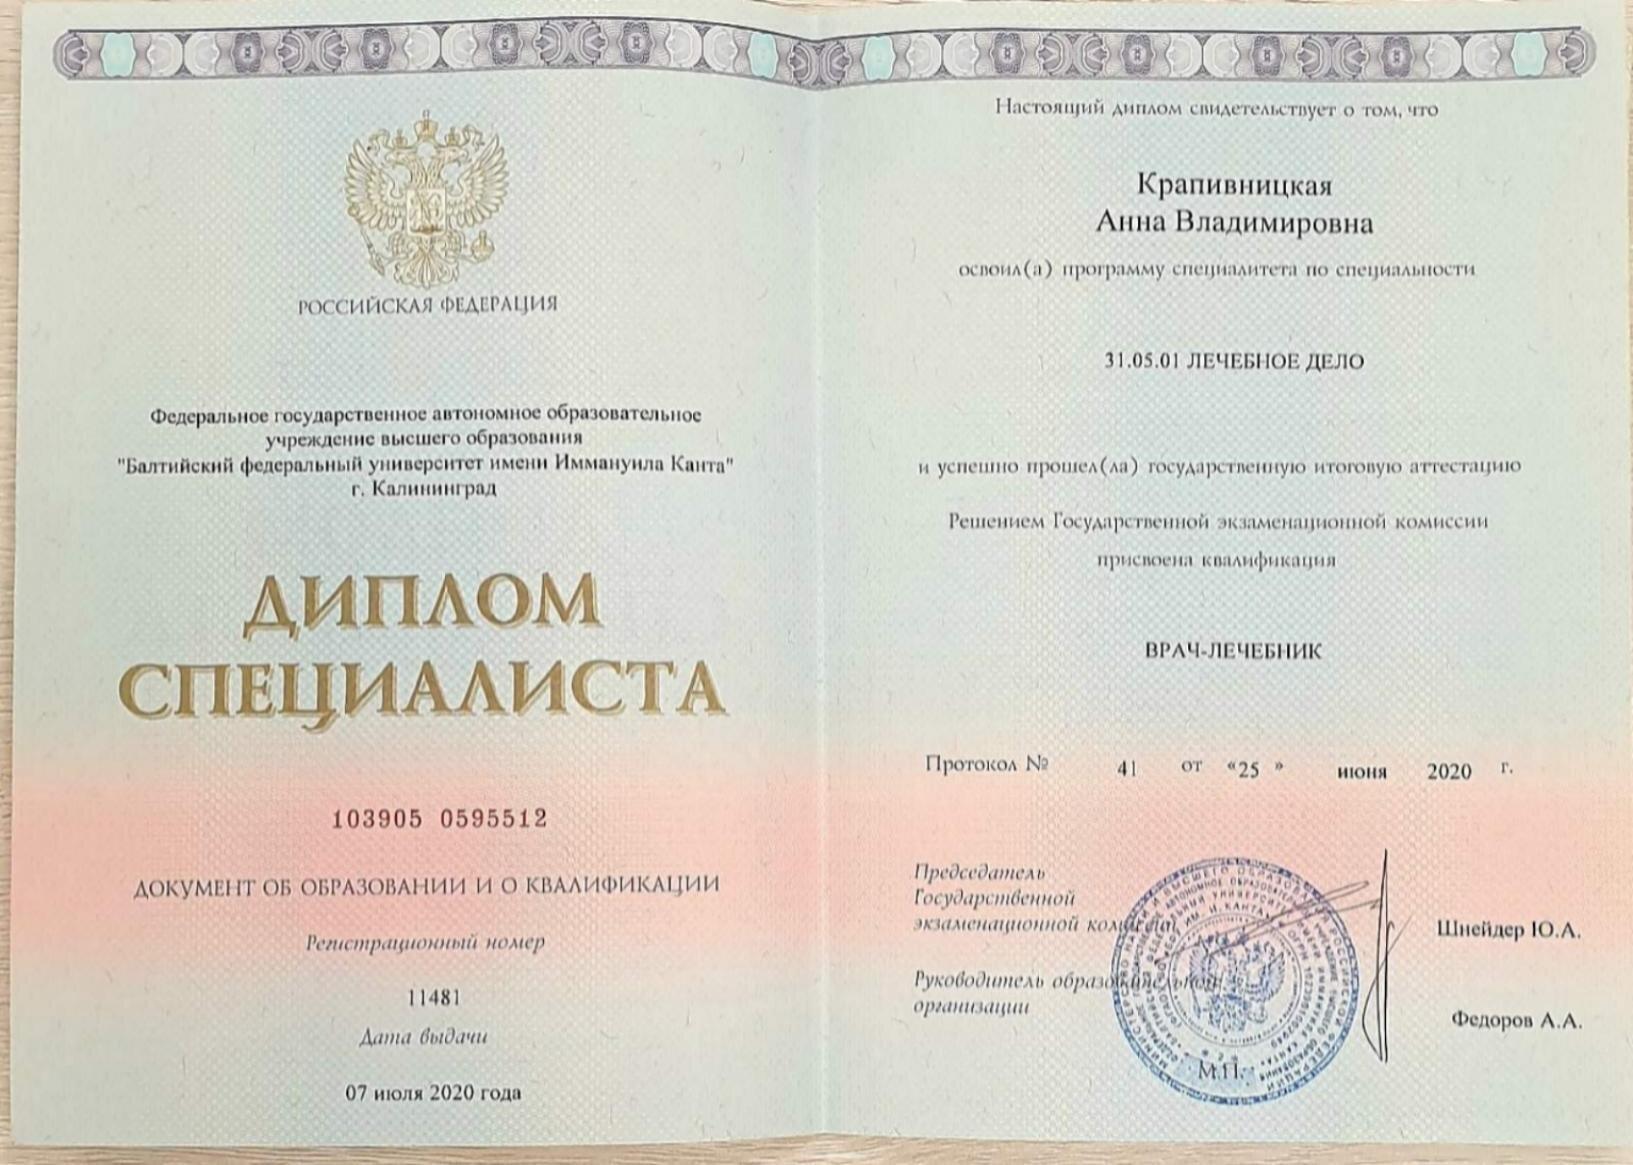 РОССИЙСКАЯ ФЕДЕРАЦИЯ
Федеральное государственное автономное образовательное
учреждение высшего образования
"Балтийский федеральный университет имени Иммануила Канта"
г. Калининград
ДИПЛОМ
СПЕЦИАЛИСТА
103905 0595512
ДОКУМЕНТ ОБ ОБРАЗОВАНИИ И О КВАЛИФИКАЦИИ
Регистрационный номер
11481
Дата выдачи
07 июля 2020 года
Настоящий диплом свидетельствует о том, что
Крапивницкая
Анна Владимировна
освоил(а) программу специалитета по специальности
31.05.01 ЛЕЧЕБНОЕ ДЕЛО
и успешно прошел(ла) государственную итоговую аттестацию
Решением Государственной экзаменационной комиссии
присвоена квалификация
ВРАЧ-ЛЕЧЕБНИК
Протокол № 41 от «25 » июня 2020 г.
Председатель
Государственной
экзаменационной комиссии
Шнейдер Ю.А.
Руководитель образовательной
организации
Федоров А.А.
М.П.